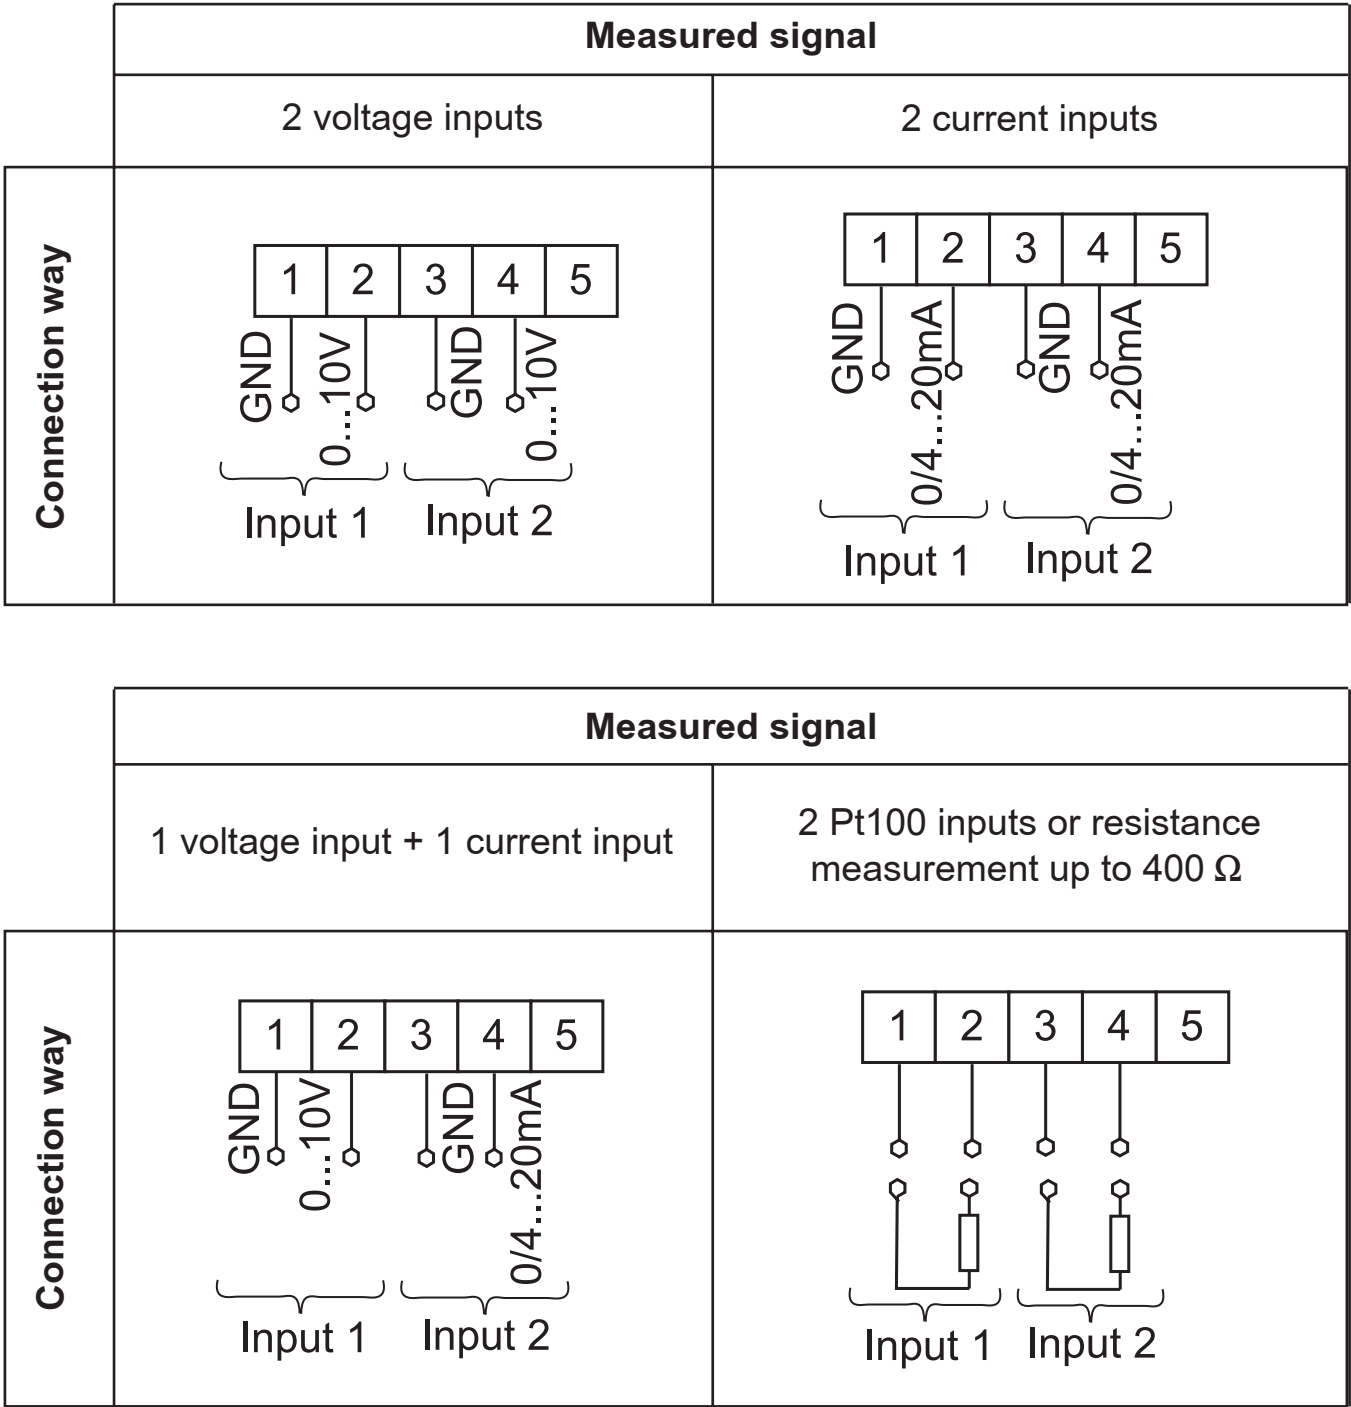 Measured signal
2 voltage inputs
2 current inputs
Connection way
1 2 3 4 5
GND
0...10V
GND
0...10V
Input 1
Input 2
1 2 3 4 5
GND
0/4...20mA
GND
0/4...20mA
Input 1
Input 2
Measured signal
1 voltage input + 1 current input
2 Pt100 inputs or resistance
measurement up to 400 Ω
Connection way
1 2 3 4 5
GND
0...10V
GND
0/4...20mA
Input 1
Input 2
1 2 3 4 5
Input 1
Input 2